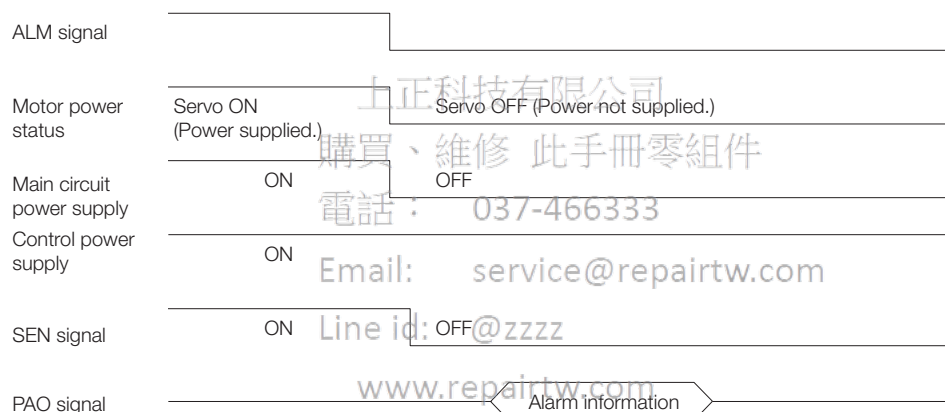 ALM signal
上正科技有限公司
Motor power status
Servo ON
(Power supplied.)
Servo OFF (Power not supplied.)
購買、維修 此手冊零組件
Main circuit power supply
ON
OFF
電話： 037-466333
Control power supply
ON
Email: service@repairtw.com
SEN signal
ON
OFF
Line id: @zzzz
www.repairtw.com
PAO signal
Alarm information